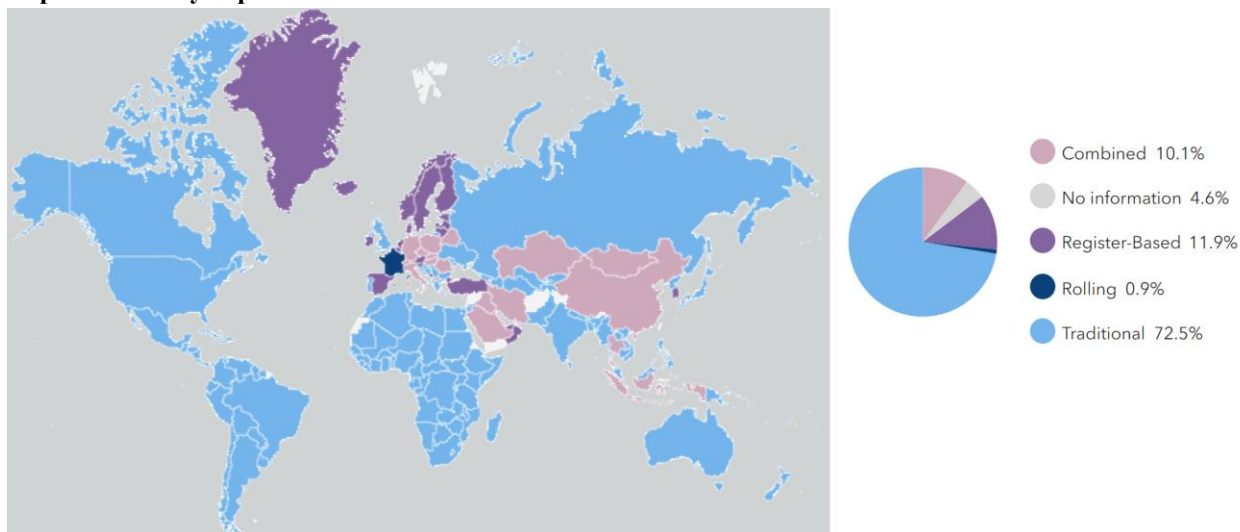 Combined 10.1%
No information 4.6%
Register-Based 11.9%
Rolling 0.9%
Traditional 72.5%